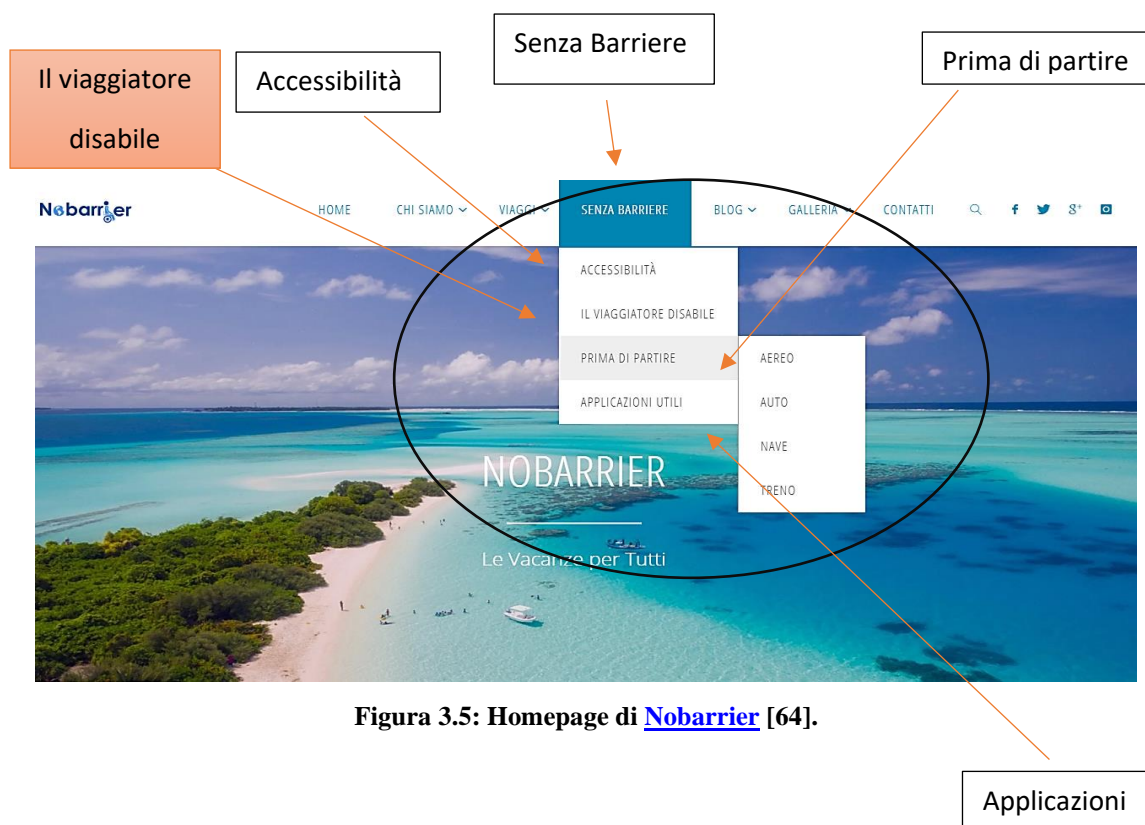 Senza Barriere
Prima di partire
Il viaggiatore
disabile
Accessibilità
Nobarrier
HOME CHI SIAMO VIAGGI SENZA BARRIERE BLOG GALLERIA CONTATTI
ACCESSIBILITÀ
IL VIAGGIATORE DISABILE
PRIMA DI PARTIRE
APPLICAZIONI UTILI
AEREO
AUTO
NAVE
TRENO
NOBARRIER
Le Vacanze per Tutti
Figura 3.5: Homepage di Nobarrier [64].
Applicazioni